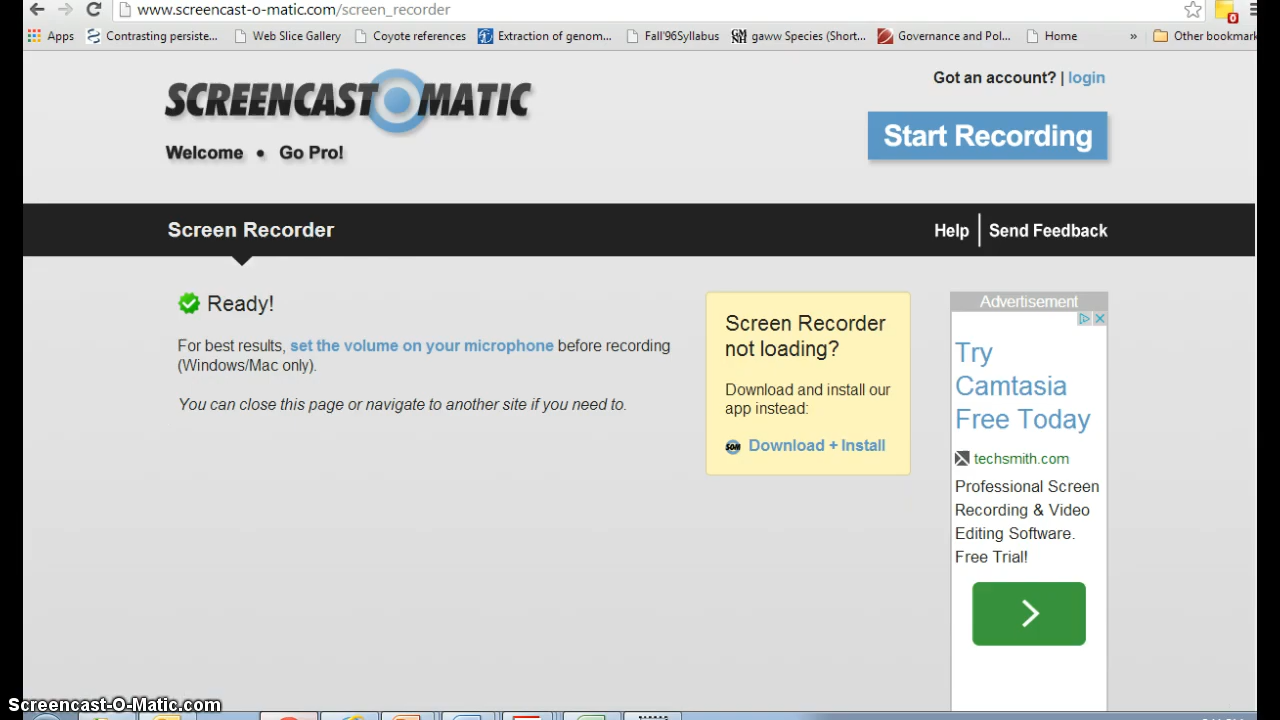 www.screencast-o-matic.com/screen_recorder
0
Apps
Contrasting persiste...
Web Slice Gallery
Coyote references
Extraction of genom...
Fall'96Syllabus
gaww Species (Short...
Governance and Pol...
Home
»
Other bookmark
SCREENCAST O MATIC
Got an account? | login
Start Recording
Welcome • Go Pro!
Screen Recorder
Help
Send Feedback
Ready!
For best results, set the volume on your microphone before recording
(Windows/Mac only).
You can close this page or navigate to another site if you need to.
Screen Recorder
not loading?
Download and install our
app instead:
SOM Download + Install
Advertisement
Try
Camtasia
Free Today
techsmith.com
Professional Screen
Recording & Video
Editing Software.
Free Trial!
Screencast-O-Matic.com